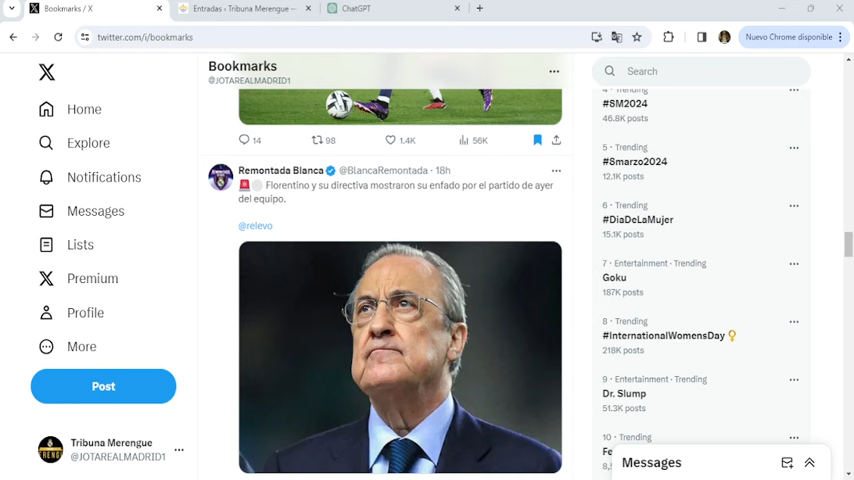 Bookmarks / X
Entradas ‹ Tribuna Merengue —
ChatGPT
twitter.com/i/bookmarks
Nuevo Chrome disponible
Bookmarks
@JOTAREALMADRID1
Search
Home
Explore
Notifications
Messages
Lists
Premium
Profile
More
Post
Tribuna Merengue
@JOTAREALMADRID1
14
98
1.4K
56K
Remontada Blanca @BlancaRemontada · 18h
Florentino y su directiva mostraron su enfado por el partido de ayer
del equipo.
@relevo
4 · Trending
#SM2024
46.8K posts
5 · Trending
#8marzo2024
12.1K posts
6 · Trending
#DiaDeLaMujer
15.1K posts
7 · Entertainment · Trending
Goku
187K posts
8 · Trending
#InternationalWomensDay
218K posts
9 · Entertainment · Trending
Dr. Slump
51.3K posts
10 · Trending
Messages